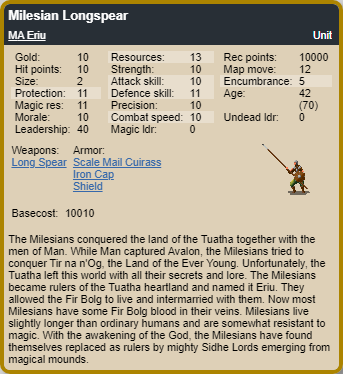 Milesian Longspear
MA Eriu Unit
Gold: 10 Resources: 13 Rec points: 10000
Hit points: 10 Strength: 10 Map move: 12
Size: 2 Attack skill: 10 Encumbrance: 5
Protection: 11 Defence skill: 11 Age: 42
Magic res: 11 Precision: 10 (70)
Morale: 10 Combat speed: 10 Undead ldr: 0
Leadership: 40 Magic ldr: 0
Weapons: Armor:
Long Spear Scale Mail Cuirass
Iron Cap
Shield
Basecost: 10010
The Milesians conquered the land of the Tuatha together with the
men of Man. While Man captured Avalon, the Milesians tried to
conquer Tir na n'Og, the Land of the Ever Young. Unfortunately, the
Tuatha left this world with all their secrets and lore. The Milesians
became rulers of the Tuatha heartland and named it Eriu. They
allowed the Fir Bolg to live and intermarried with them. Now most
Milesians have some Fir Bolg blood in their veins. Milesians live
slightly longer than ordinary humans and are somewhat resistant to
magic. With the awakening of the God, the Milesians have found
themselves replaced as rulers by mighty Sidhe Lords emerging from
magical mounds.